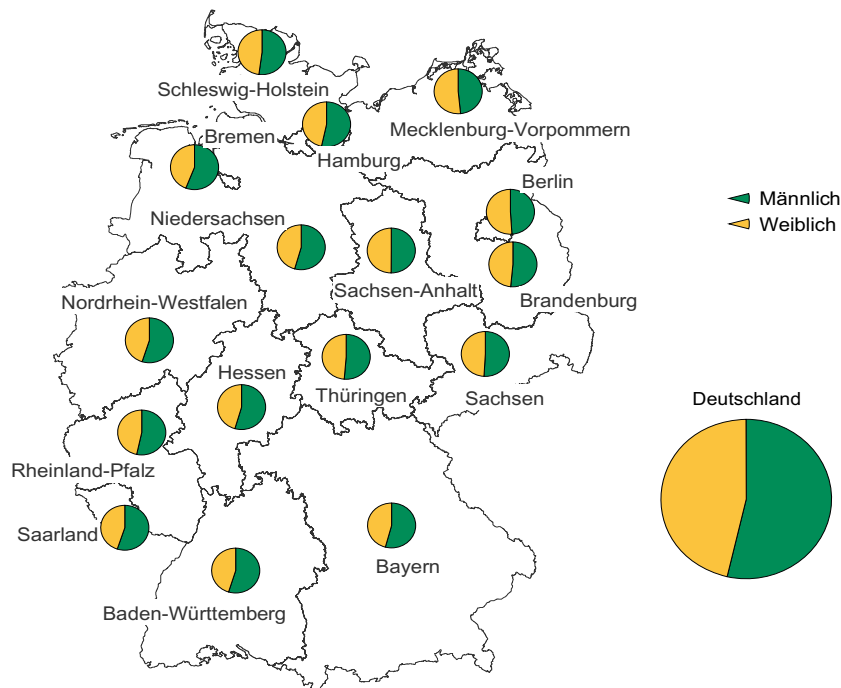 Schleswig-Holstein
Mecklenburg-Vorpommern
Bremen
Hamburg
Berlin
Männlich
Niedersachsen
Weiblich
Sachsen-Anhalt
Nordrhein-Westfalen
Brandenburg
Hessen
Thüringen
Sachsen
Deutschland
Rheinland-Pfalz
Saarland
Bayern
Baden-Württemberg